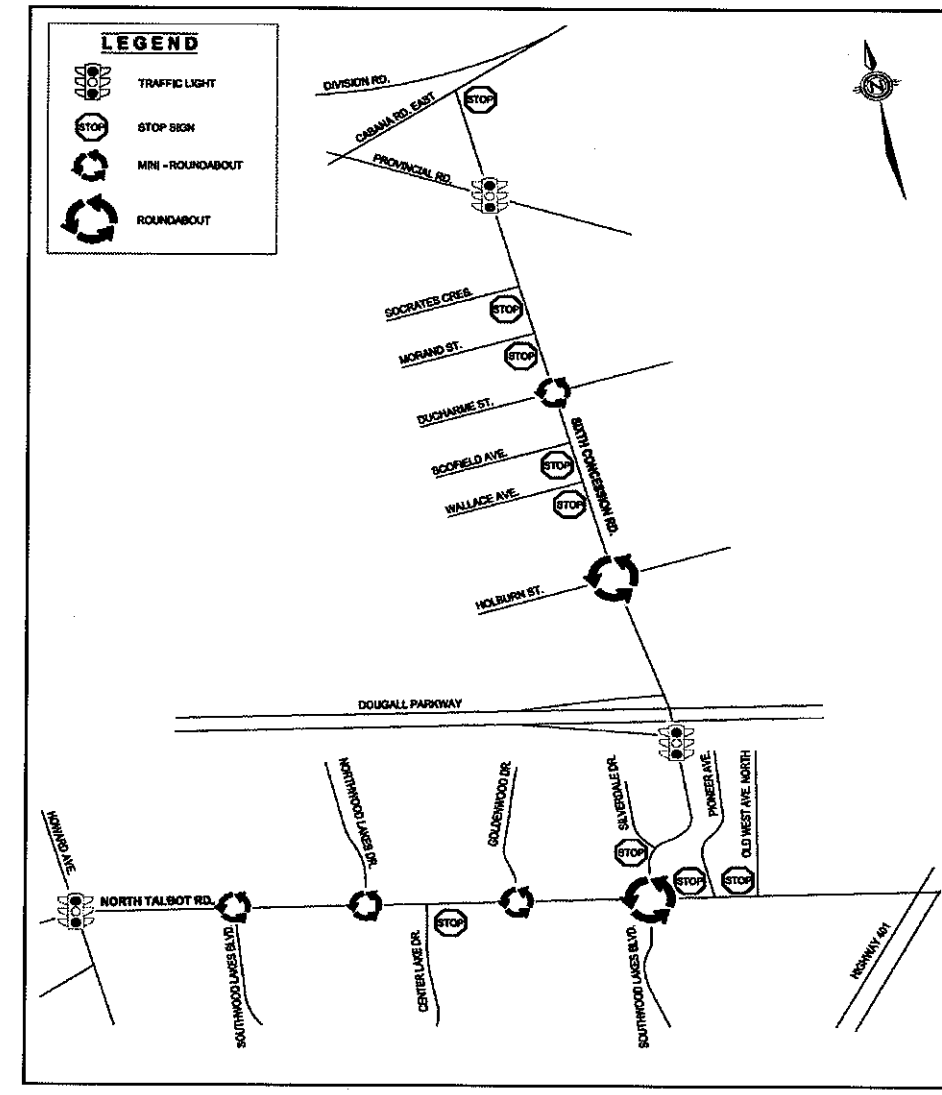 LEGEND
TRAFFIC LIGHT
STOP
STOP SIGN
MINI - ROUNDABOUT
ROUNDABOUT
DIVISION RD.
CABANA RD. EAST
STOP
N
PROVINCIAL RD.
SOCRATES CRES.
STOP
MORAND ST.
STOP
DUCHARME ST.
SIXTH CONCESSION RD.
SCOFIELD AVE.
STOP
WALLACE AVE.
STOP
HOLBURN ST.
DOUGALL PARKWAY
HOWARD AVE.
NORTHWOOD LAKES DR.
GOLDENWOOD DR.
SILVERDALE DR.
PIONEER AVE.
OLD WEST AVE. NORTH
STOP
STOP
STOP
NORTH TALBOT RD.
SOUTHWOOD LAKES BLVD.
CENTER LAKE DR.
STOP
SOUTHWOOD LAKES BLVD.
HIGHWAY 401